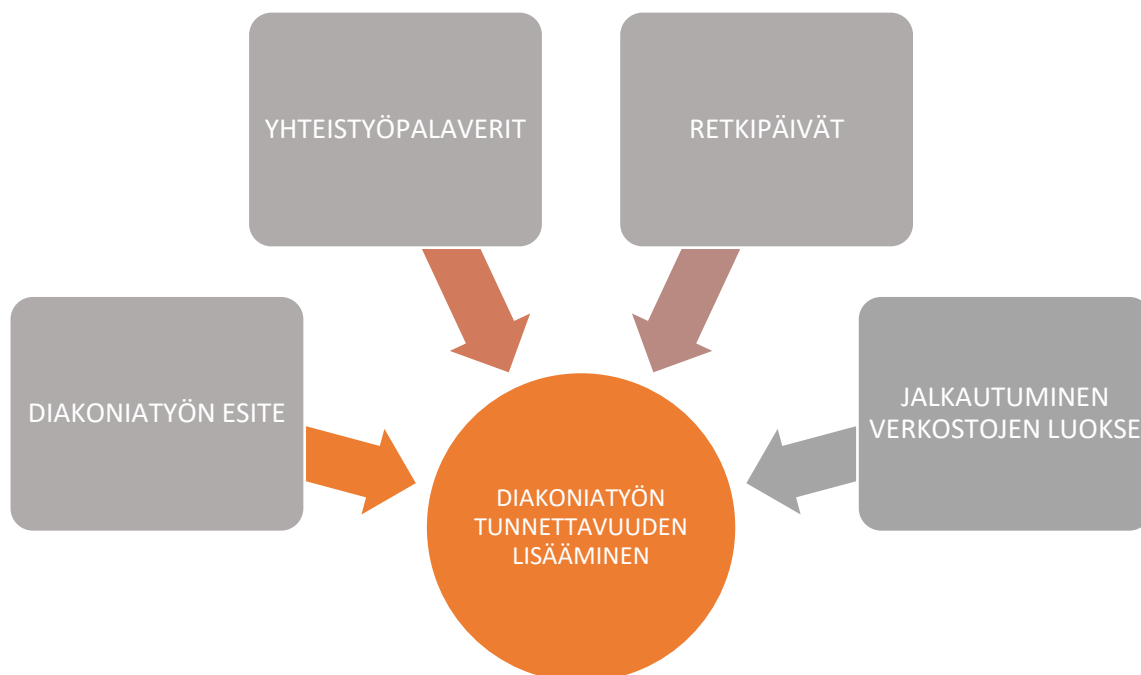 YHTEISTYÖPALAVERIT
RETKIPÄIVÄT
DIAKONIATYÖN ESITE
JALKAUTUMINEN
VERKOSTOJEN LUOKSE
DIAKONIATYÖN
TUNNETTAVUUDEN
LISÄÄMINEN